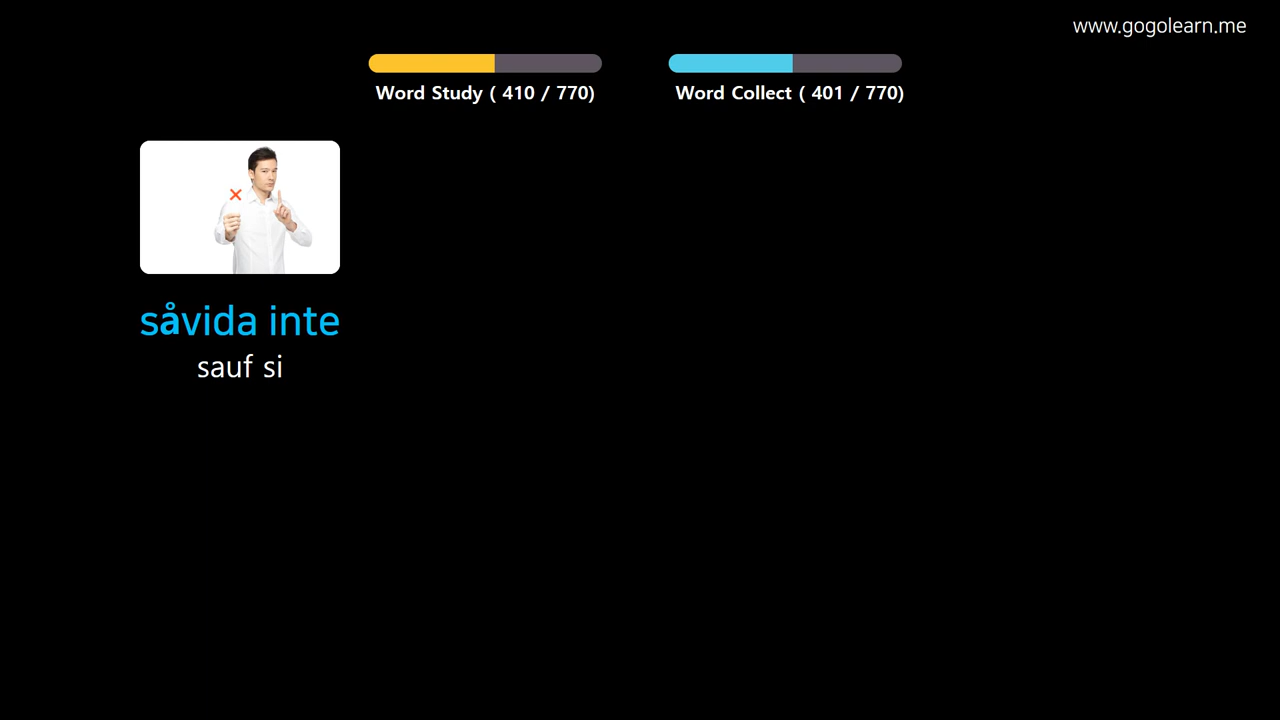 www.gogolearn.me
Word Study ( 410 / 770)
Word Collect ( 401 / 770)
såvida inte
sauf si